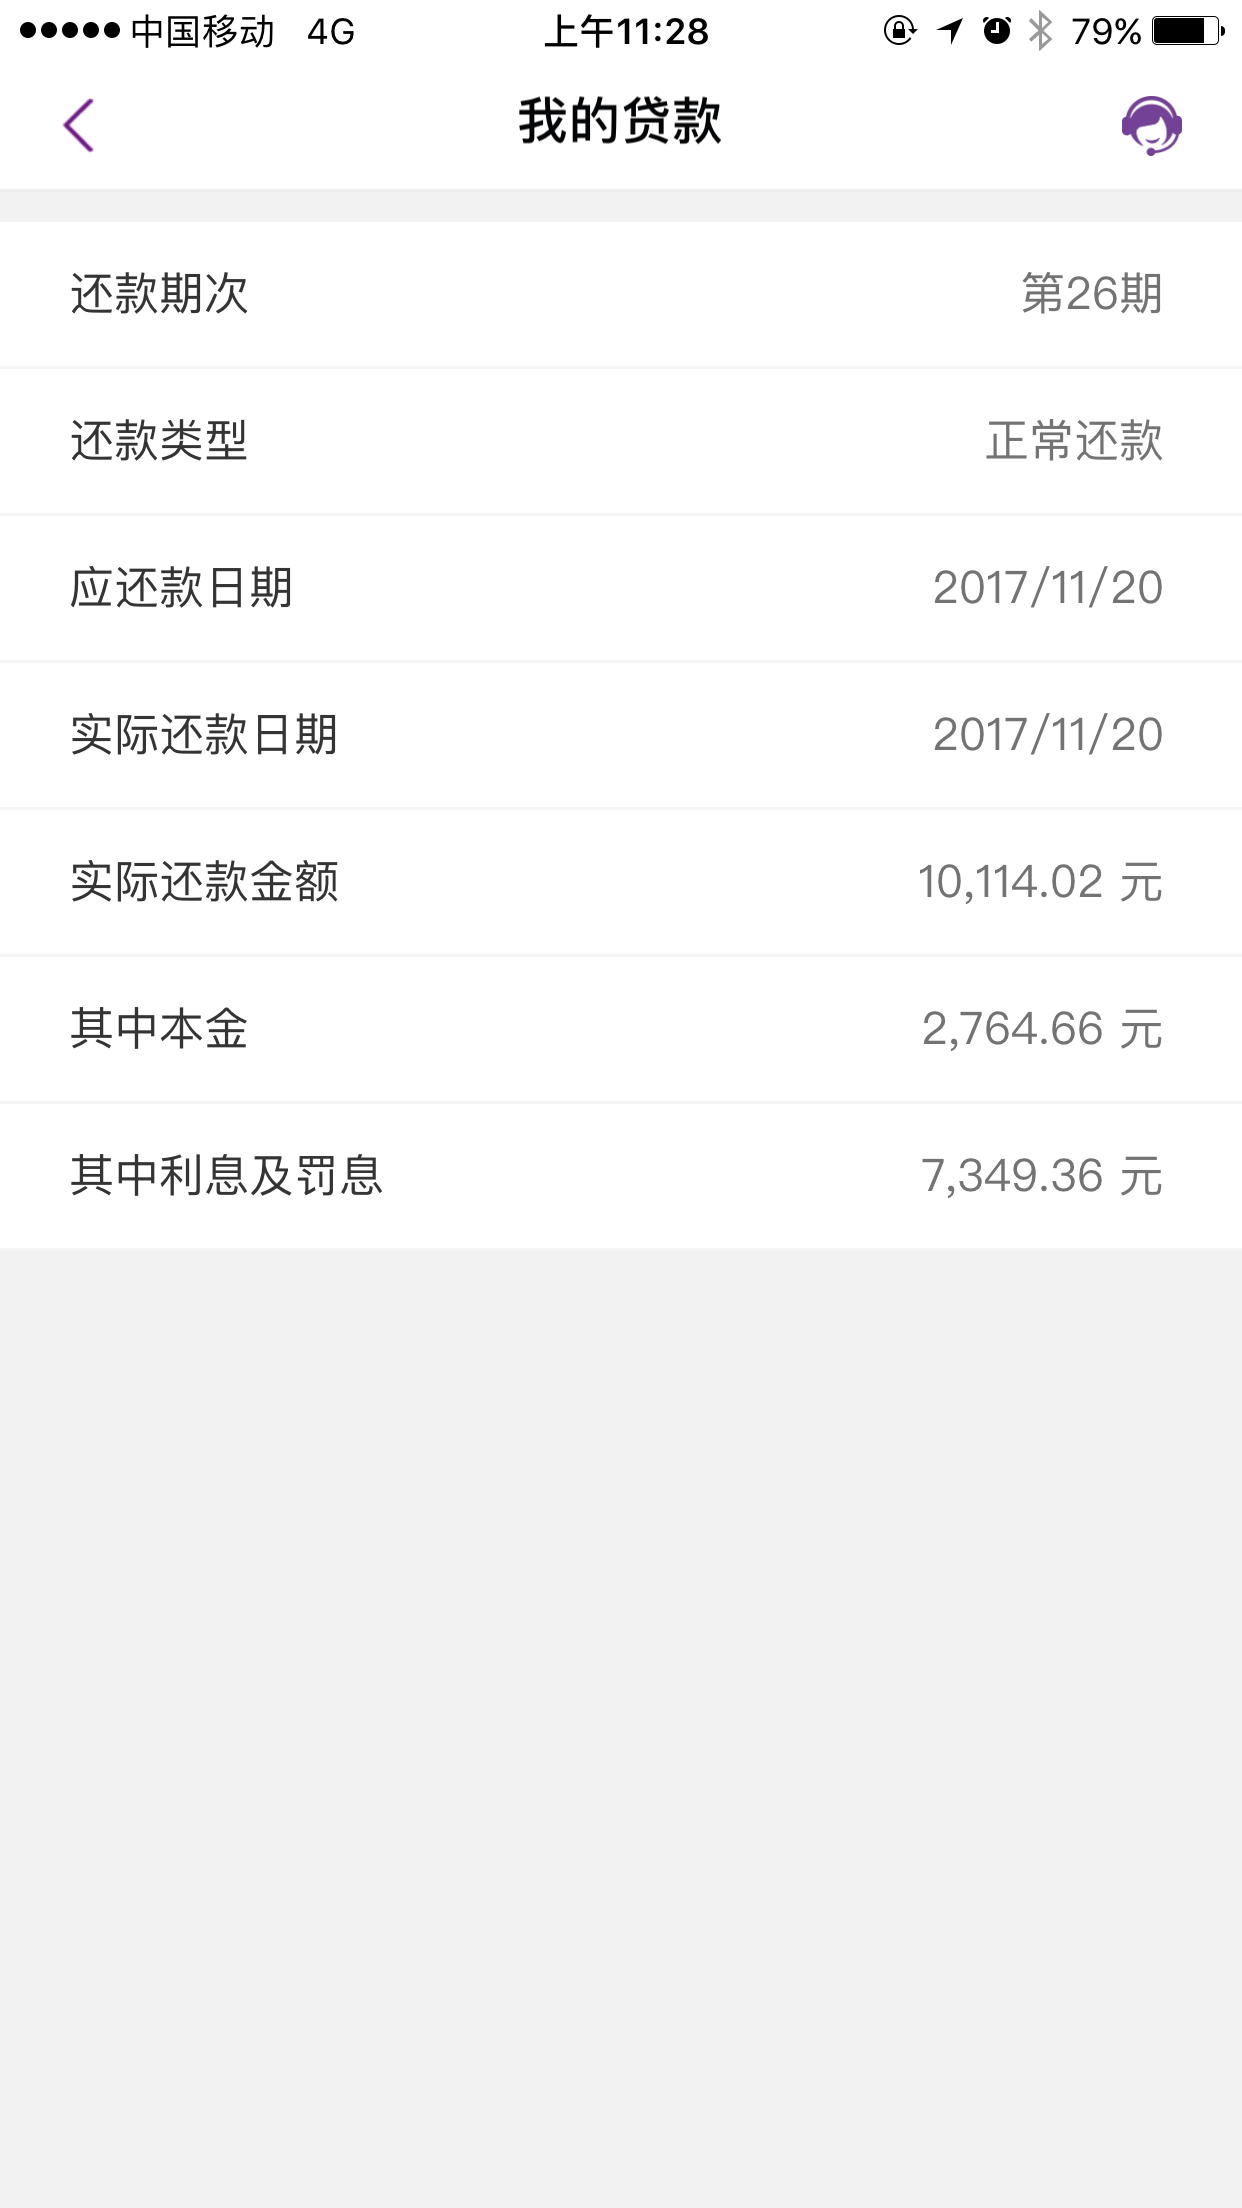 中国移动 4G 上午11:28 79%
我的贷款
还款期次 第26期
还款类型 正常还款
应还款日期 2017/11/20
实际还款日期 2017/11/20
实际还款金额 10,114.02 元
其中本金 2,764.66 元
其中利息及罚息 7,349.36 元